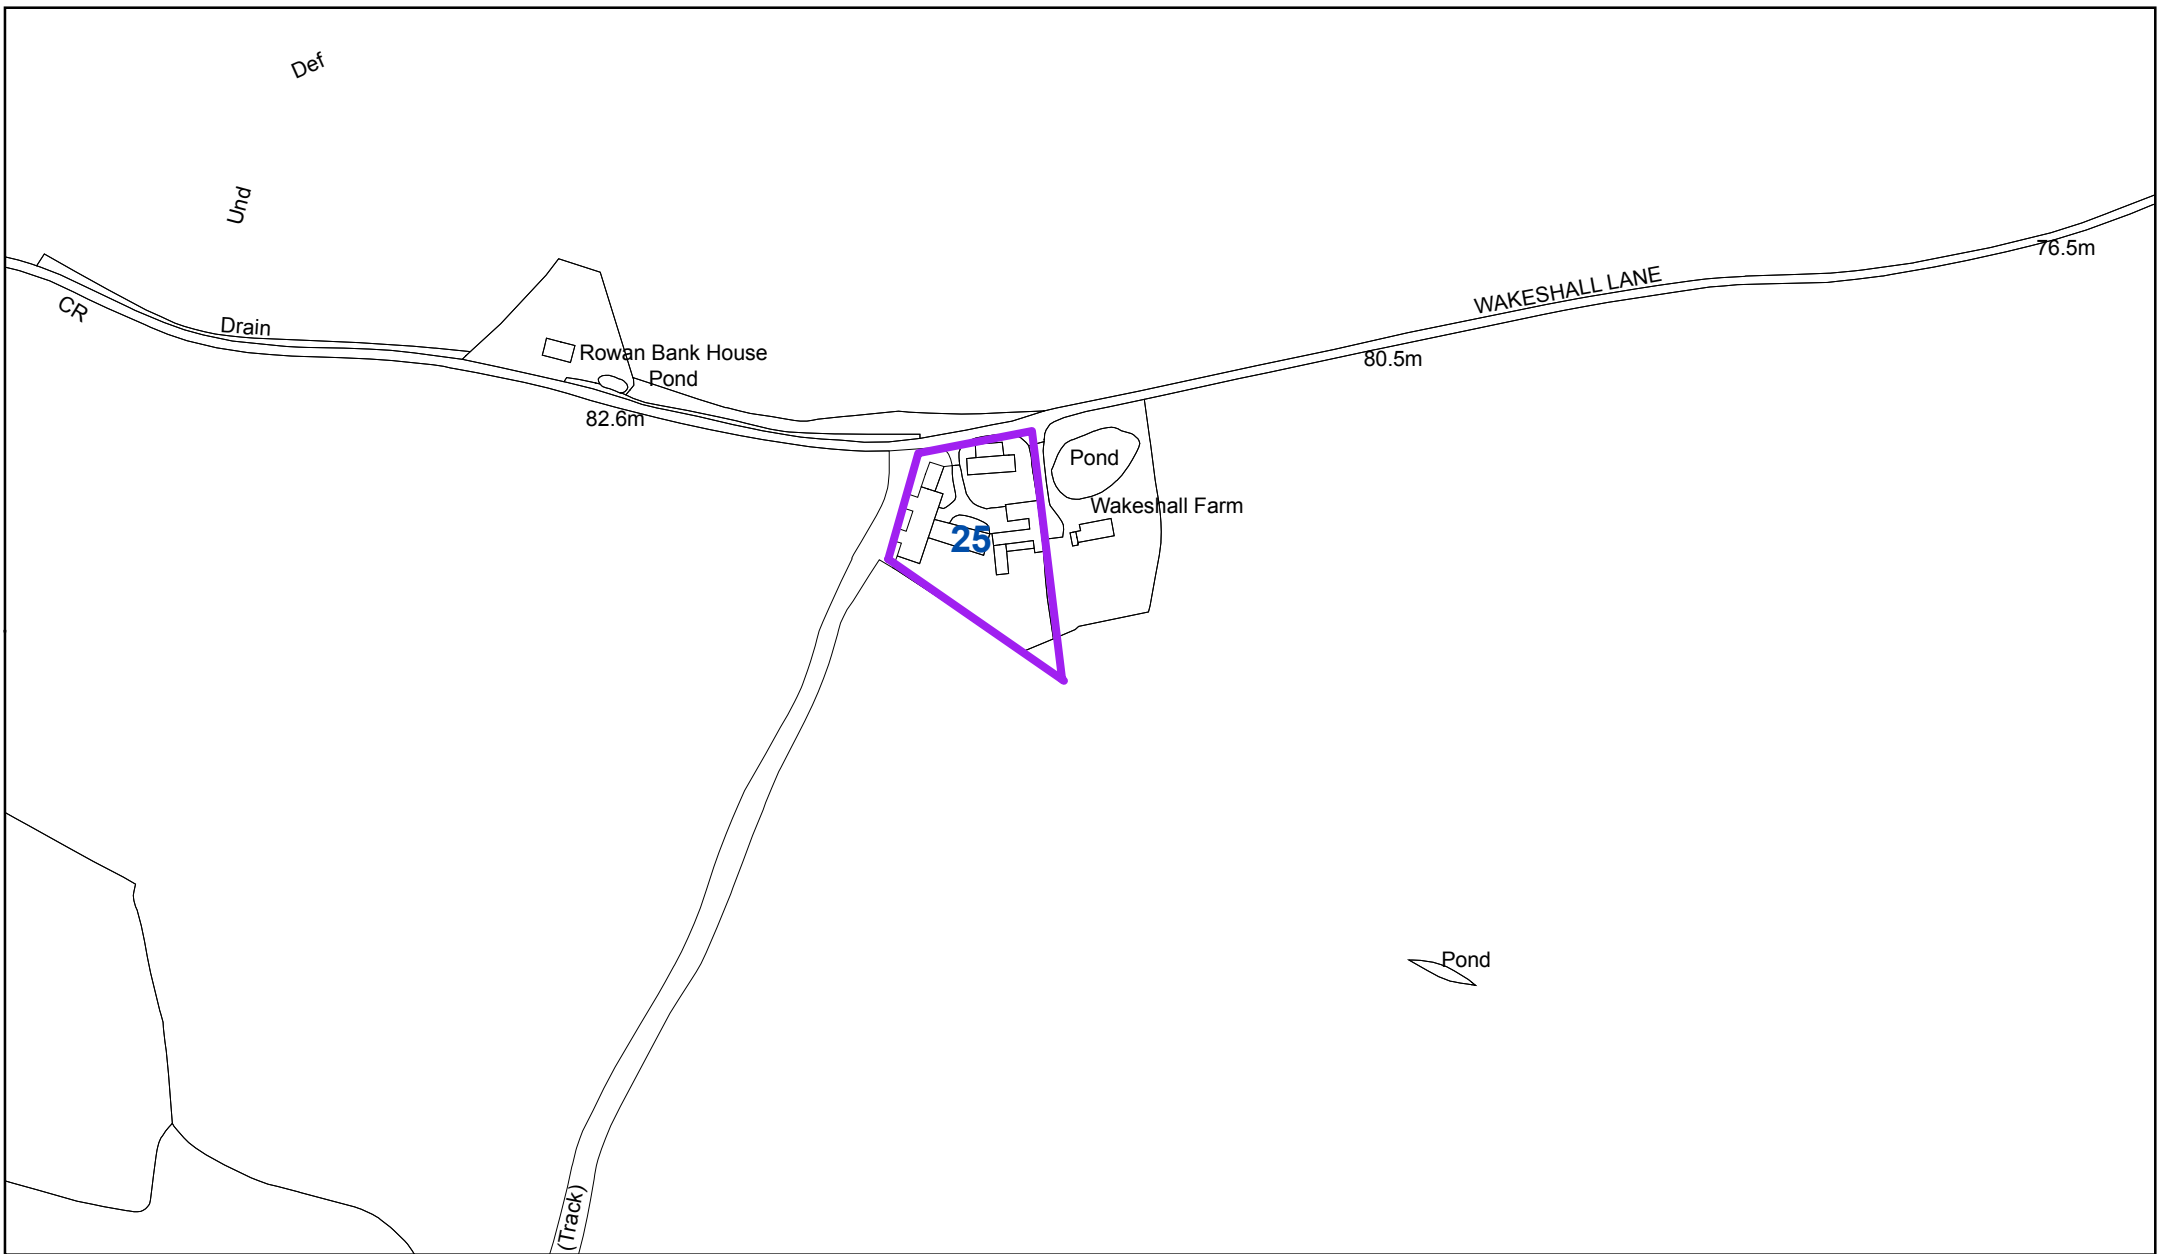 Def
Und
76.5m
WAKESHALL LANE
CR
Drain
Rowan Bank House
80.5m
Pond
82.6m
Pond
Wakeshall Farm
25
Pond
(Track)